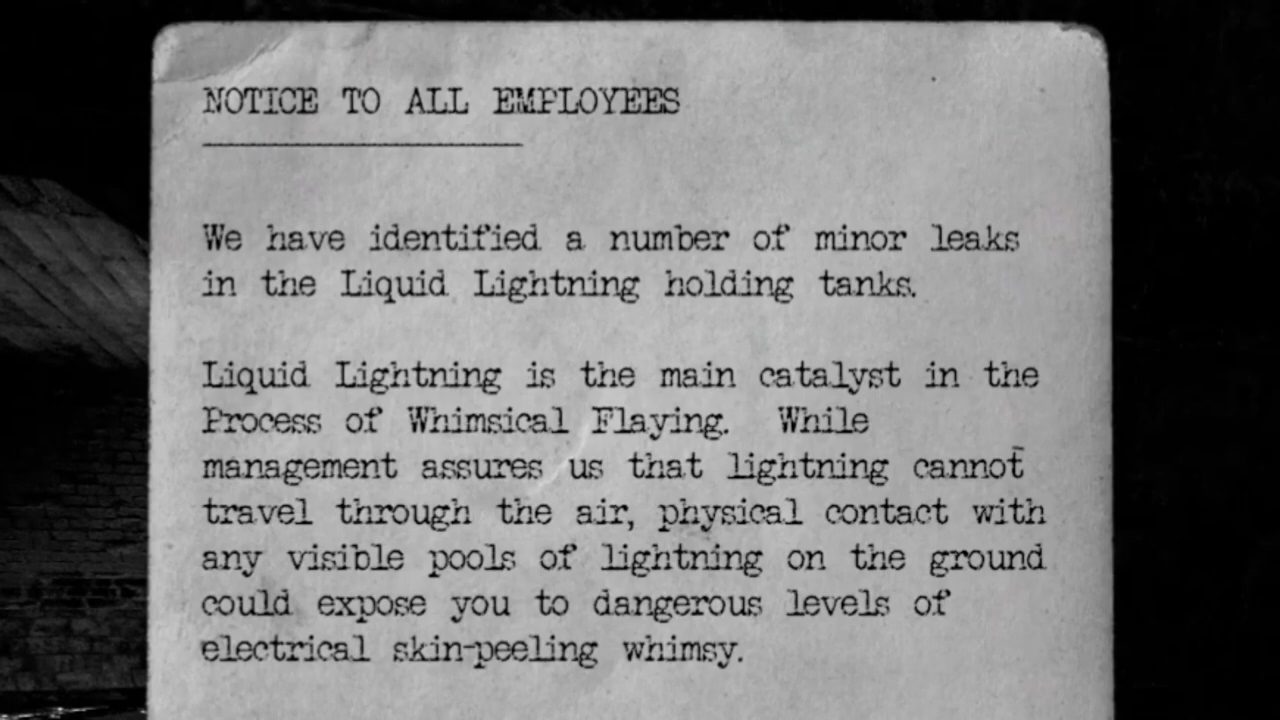 NOTICE TO ALL EMPLOYEES
We have identified a number of minor leaks
in the Liquid Lightning holding tanks.
Liquid Lightning is the main catalyst in the
Process of Whimsical Flaying.  While
management assures us that lightning cannot
travel through the air, physical contact with
any visible pools of lightning on the ground
could expose you to dangerous levels of
electrical skin-peeling whimsy.